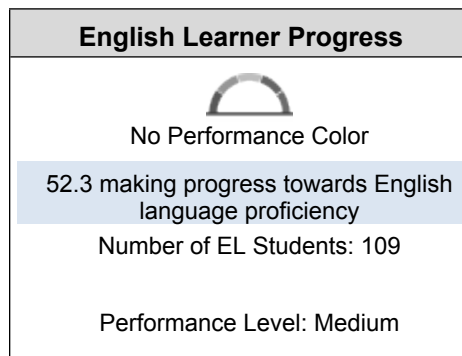 English Learner Progress
No Performance Color
52.3 making progress towards English
language proficiency
Number of EL Students: 109
Performance Level: Medium